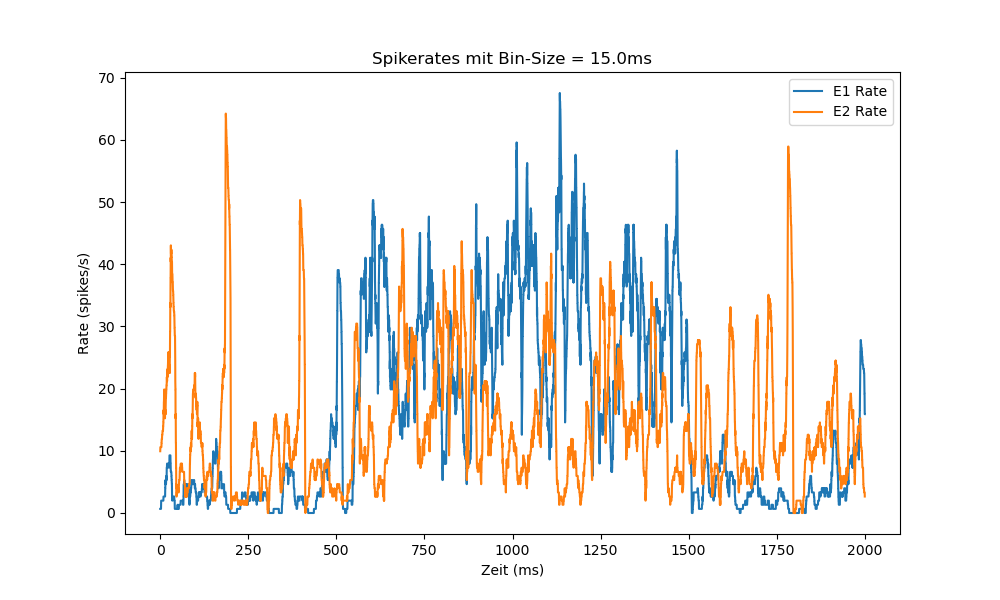 Spikerates mit Bin-Size = 15.0ms
E1 Rate
E2 Rate
Rate (spikes/s)
70
60
50
40
30
20
10
0
0 250 500 750 1000 1250 1500 1750 2000
Zeit (ms)